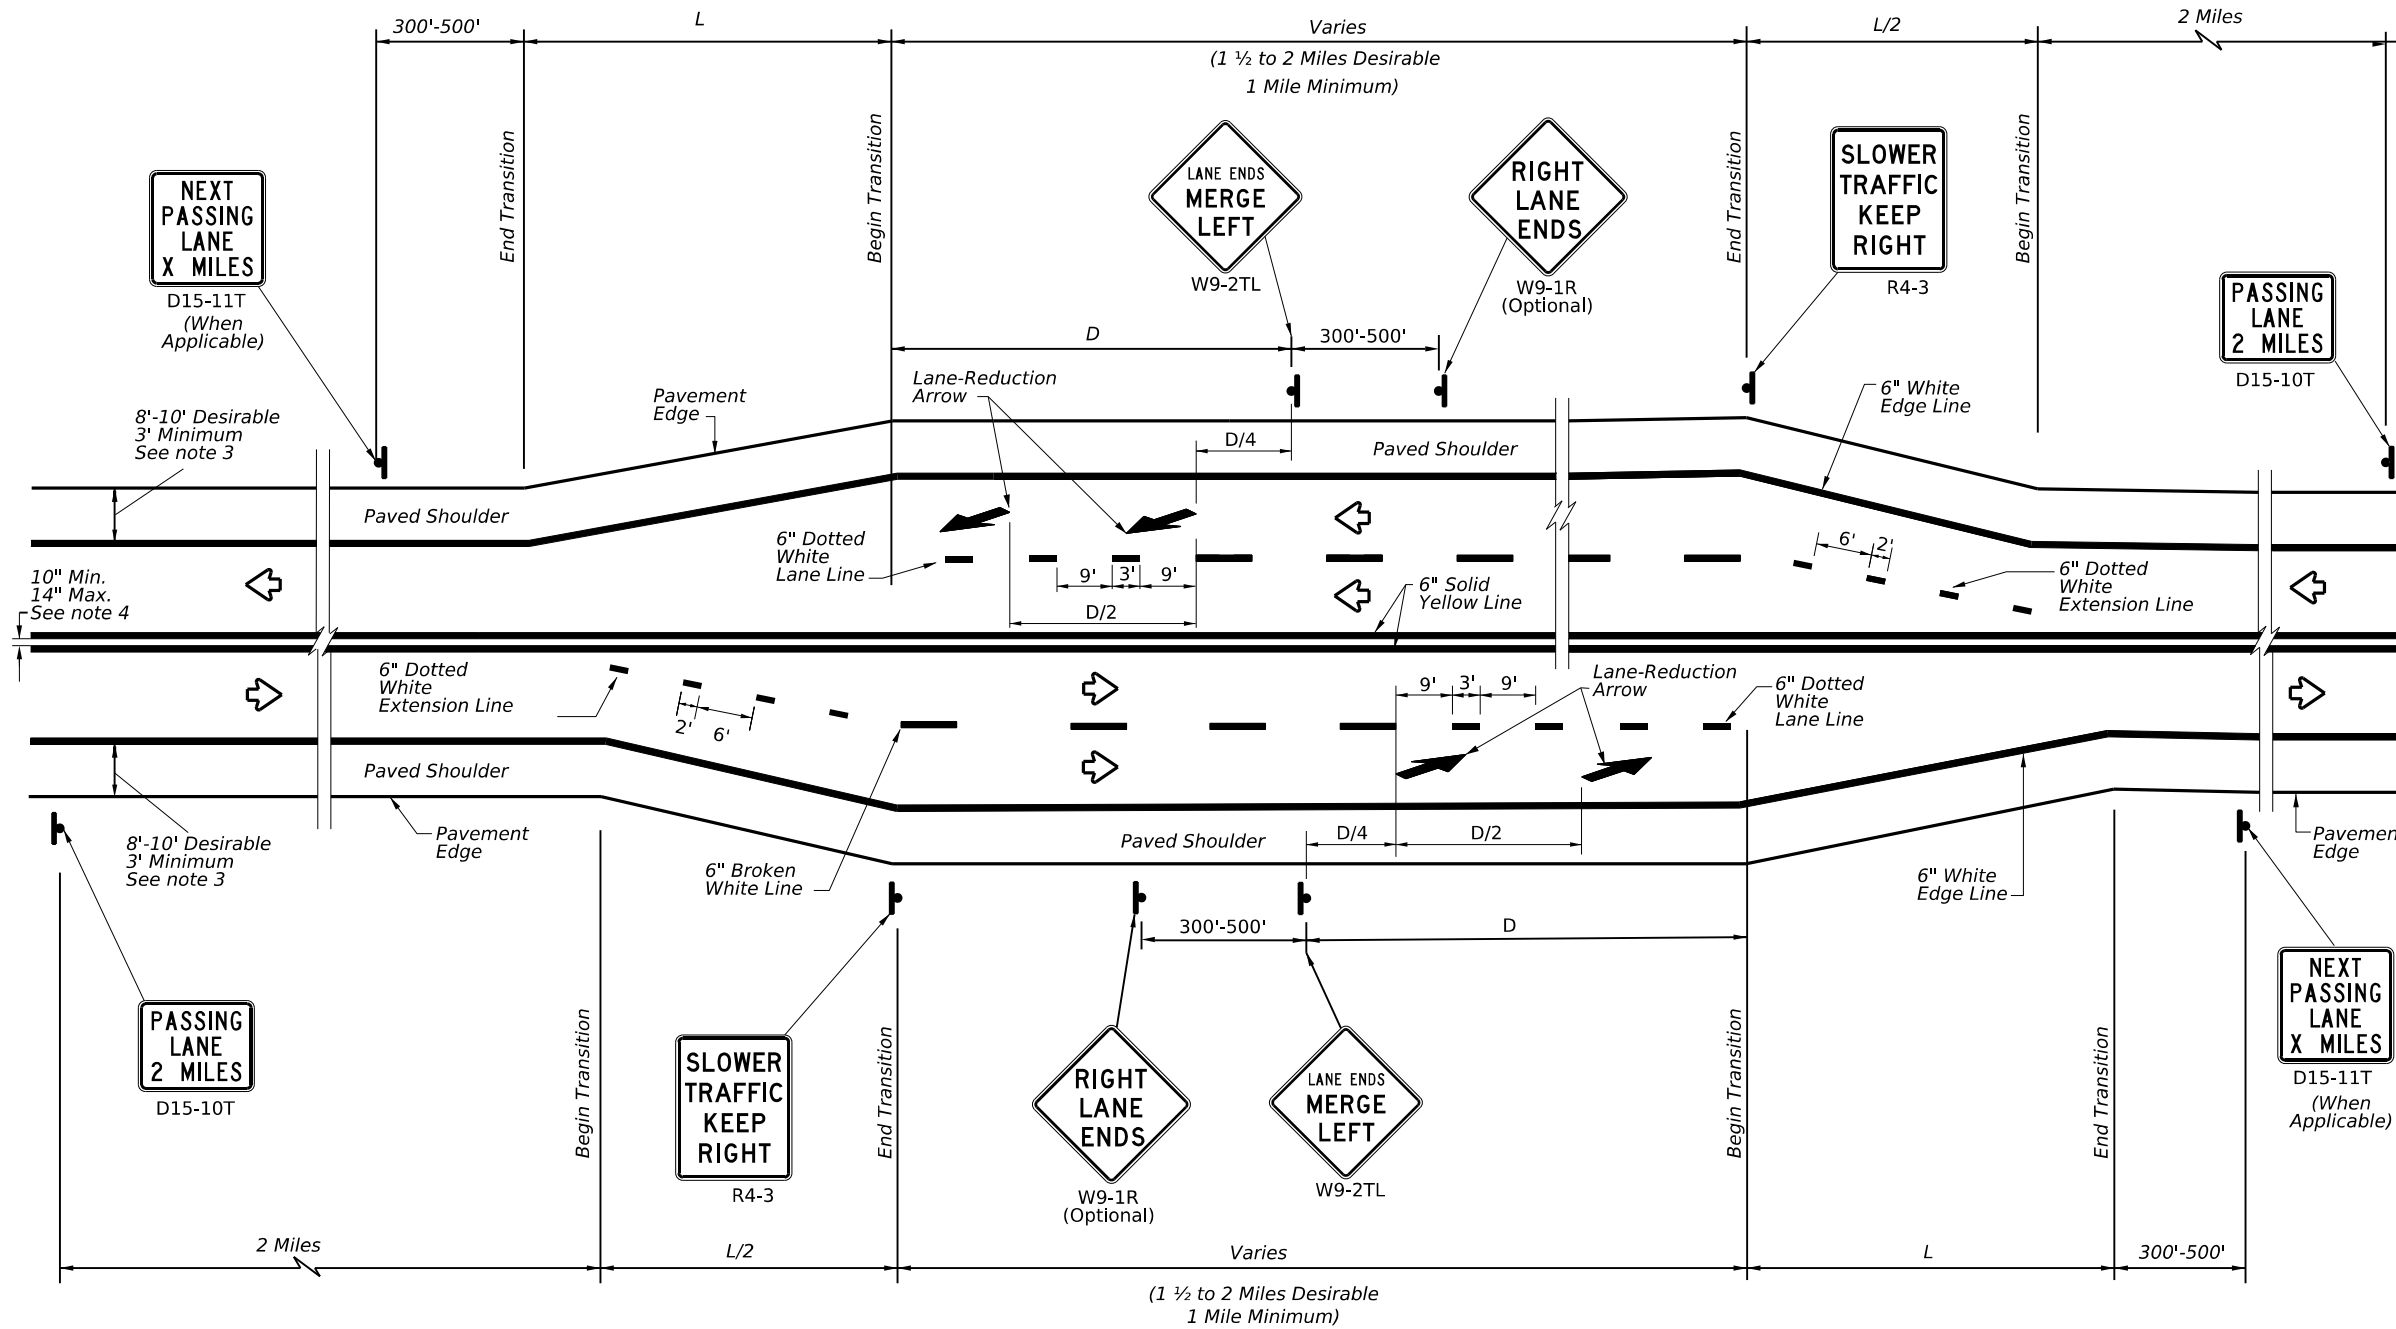 300'-500'
L
Varies
(1 ½ to 2 Miles Desirable
1 Mile Minimum)
L/2
2 Miles
End Transition
Begin Transition
End Transition
Begin Transition
NEXT
PASSING
LANE
X MILES
D15-11T
(When
Applicable)
LANE ENDS
MERGE
LEFT
W9-2TL
RIGHT
LANE
ENDS
W9-1R
(Optional)
SLOWER
TRAFFIC
KEEP
RIGHT
R4-3
PASSING
LANE
2 MILES
D15-10T
D
300'-500'
Lane-Reduction
Arrow
Pavement
Edge
6" White
Edge Line
8'-10' Desirable
3' Minimum
See note 3
D/4
Paved Shoulder
Paved Shoulder
6" Dotted
White
Lane Line
9'
3'
9'
D/2
6" Solid
Yellow Line
6'
2'
6" Dotted
White
Extension Line
10" Min.
14" Max.
See note 4
6" Dotted
White
Extension Line
2'
6'
9'
3'
9'
Lane-Reduction
Arrow
6" Dotted
White
Lane Line
Paved Shoulder
Pavement
Edge
8'-10' Desirable
3' Minimum
See note 3
6" Broken
White Line
Paved Shoulder
D/4
D/2
6" White
Edge Line
Pavement
Edge
300'-500'
D
PASSING
LANE
2 MILES
D15-10T
Begin Transition
SLOWER
TRAFFIC
KEEP
RIGHT
R4-3
End Transition
RIGHT
LANE
ENDS
W9-1R
(Optional)
LANE ENDS
MERGE
LEFT
W9-2TL
Begin Transition
End Transition
NEXT
PASSING
LANE
X MILES
D15-11T
(When
Applicable)
2 Miles
L/2
Varies
(1 ½ to 2 Miles Desirable
1 Mile Minimum)
L
300'-500'